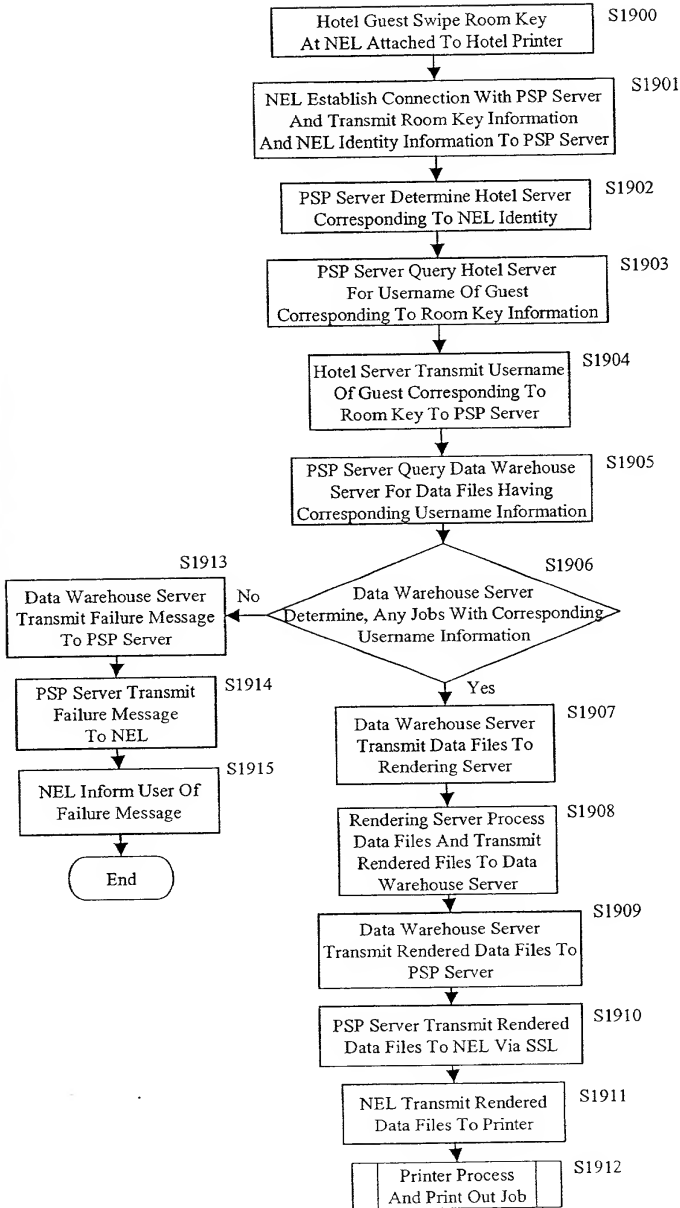 Hotel Guest Swipe Room Key
At NEL Attached To Hotel Printer
S1900
NEL Establish Connection With PSP Server
And Transmit Room Key Information
And NEL Identity Information To PSP Server
S1901
PSP Server Determine Hotel Server
Corresponding To NEL Identity
S1902
PSP Server Query Hotel Server
For Username Of Guest
Corresponding To Room Key Information
S1903
Hotel Server Transmit Username
Of Guest Corresponding To
Room Key To PSP Server
S1904
PSP Server Query Data Warehouse
Server For Data Files Having
Corresponding Username Information
S1905
S1906
Data Warehouse Server
Determine, Any Jobs With Corresponding
Username Information
No
S1913
Data Warehouse Server
Transmit Failure Message
To PSP Server
PSP Server Transmit
Failure Message
To NEL
S1914
NEL Inform User Of
Failure Message
S1915
End
Yes
Data Warehouse Server
Transmit Data Files To
Rendering Server
S1907
Rendering Server Process
Data Files And Transmit
Rendered Files To Data
Warehouse Server
S1908
Data Warehouse Server
Transmit Rendered Data Files To
PSP Server
S1909
PSP Server Transmit Rendered
Data Files To NEL Via SSL
S1910
NEL Transmit Rendered
Data Files To Printer
S1911
Printer Process
And Print Out Job
S1912